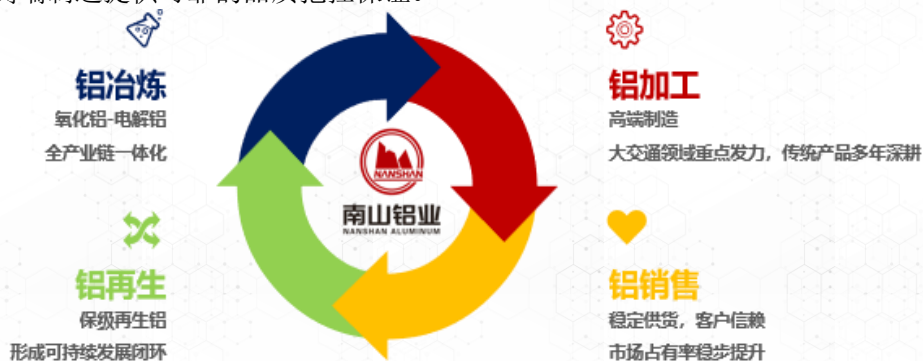 铝冶炼
氧化铝-电解铝
全产业链一体化
铝加工
高端制造
大交通领域重点发力，传统产品多年深耕
NANSHAN
南山铝业
NANSHAN ALUMINUM
铝再生
保级再生铝
形成可持续发展闭环
铝销售
稳定供货，客户信赖
市场占有率稳步提升